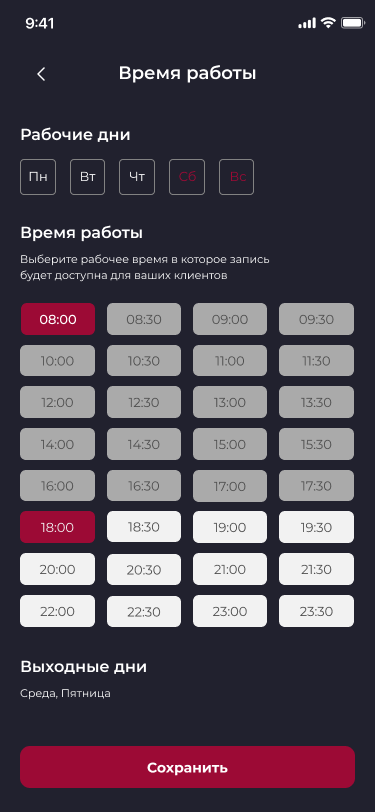 9:41
Время работы
Рабочие дни
Пн Вт Чт Сб Вс
Время работы
Выберите рабочее время в которое запись
будет доступна для ваших клиентов
08:00 08:30 09:00 09:30
10:00 10:30 11:00 11:30
12:00 12:30 13:00 13:30
14:00 14:30 15:00 15:30
16:00 16:30 17:00 17:30
18:00 18:30 19:00 19:30
20:00 20:30 21:00 21:30
22:00 22:30 23:00 23:30
Выходные дни
Среда, Пятница
Сохранить